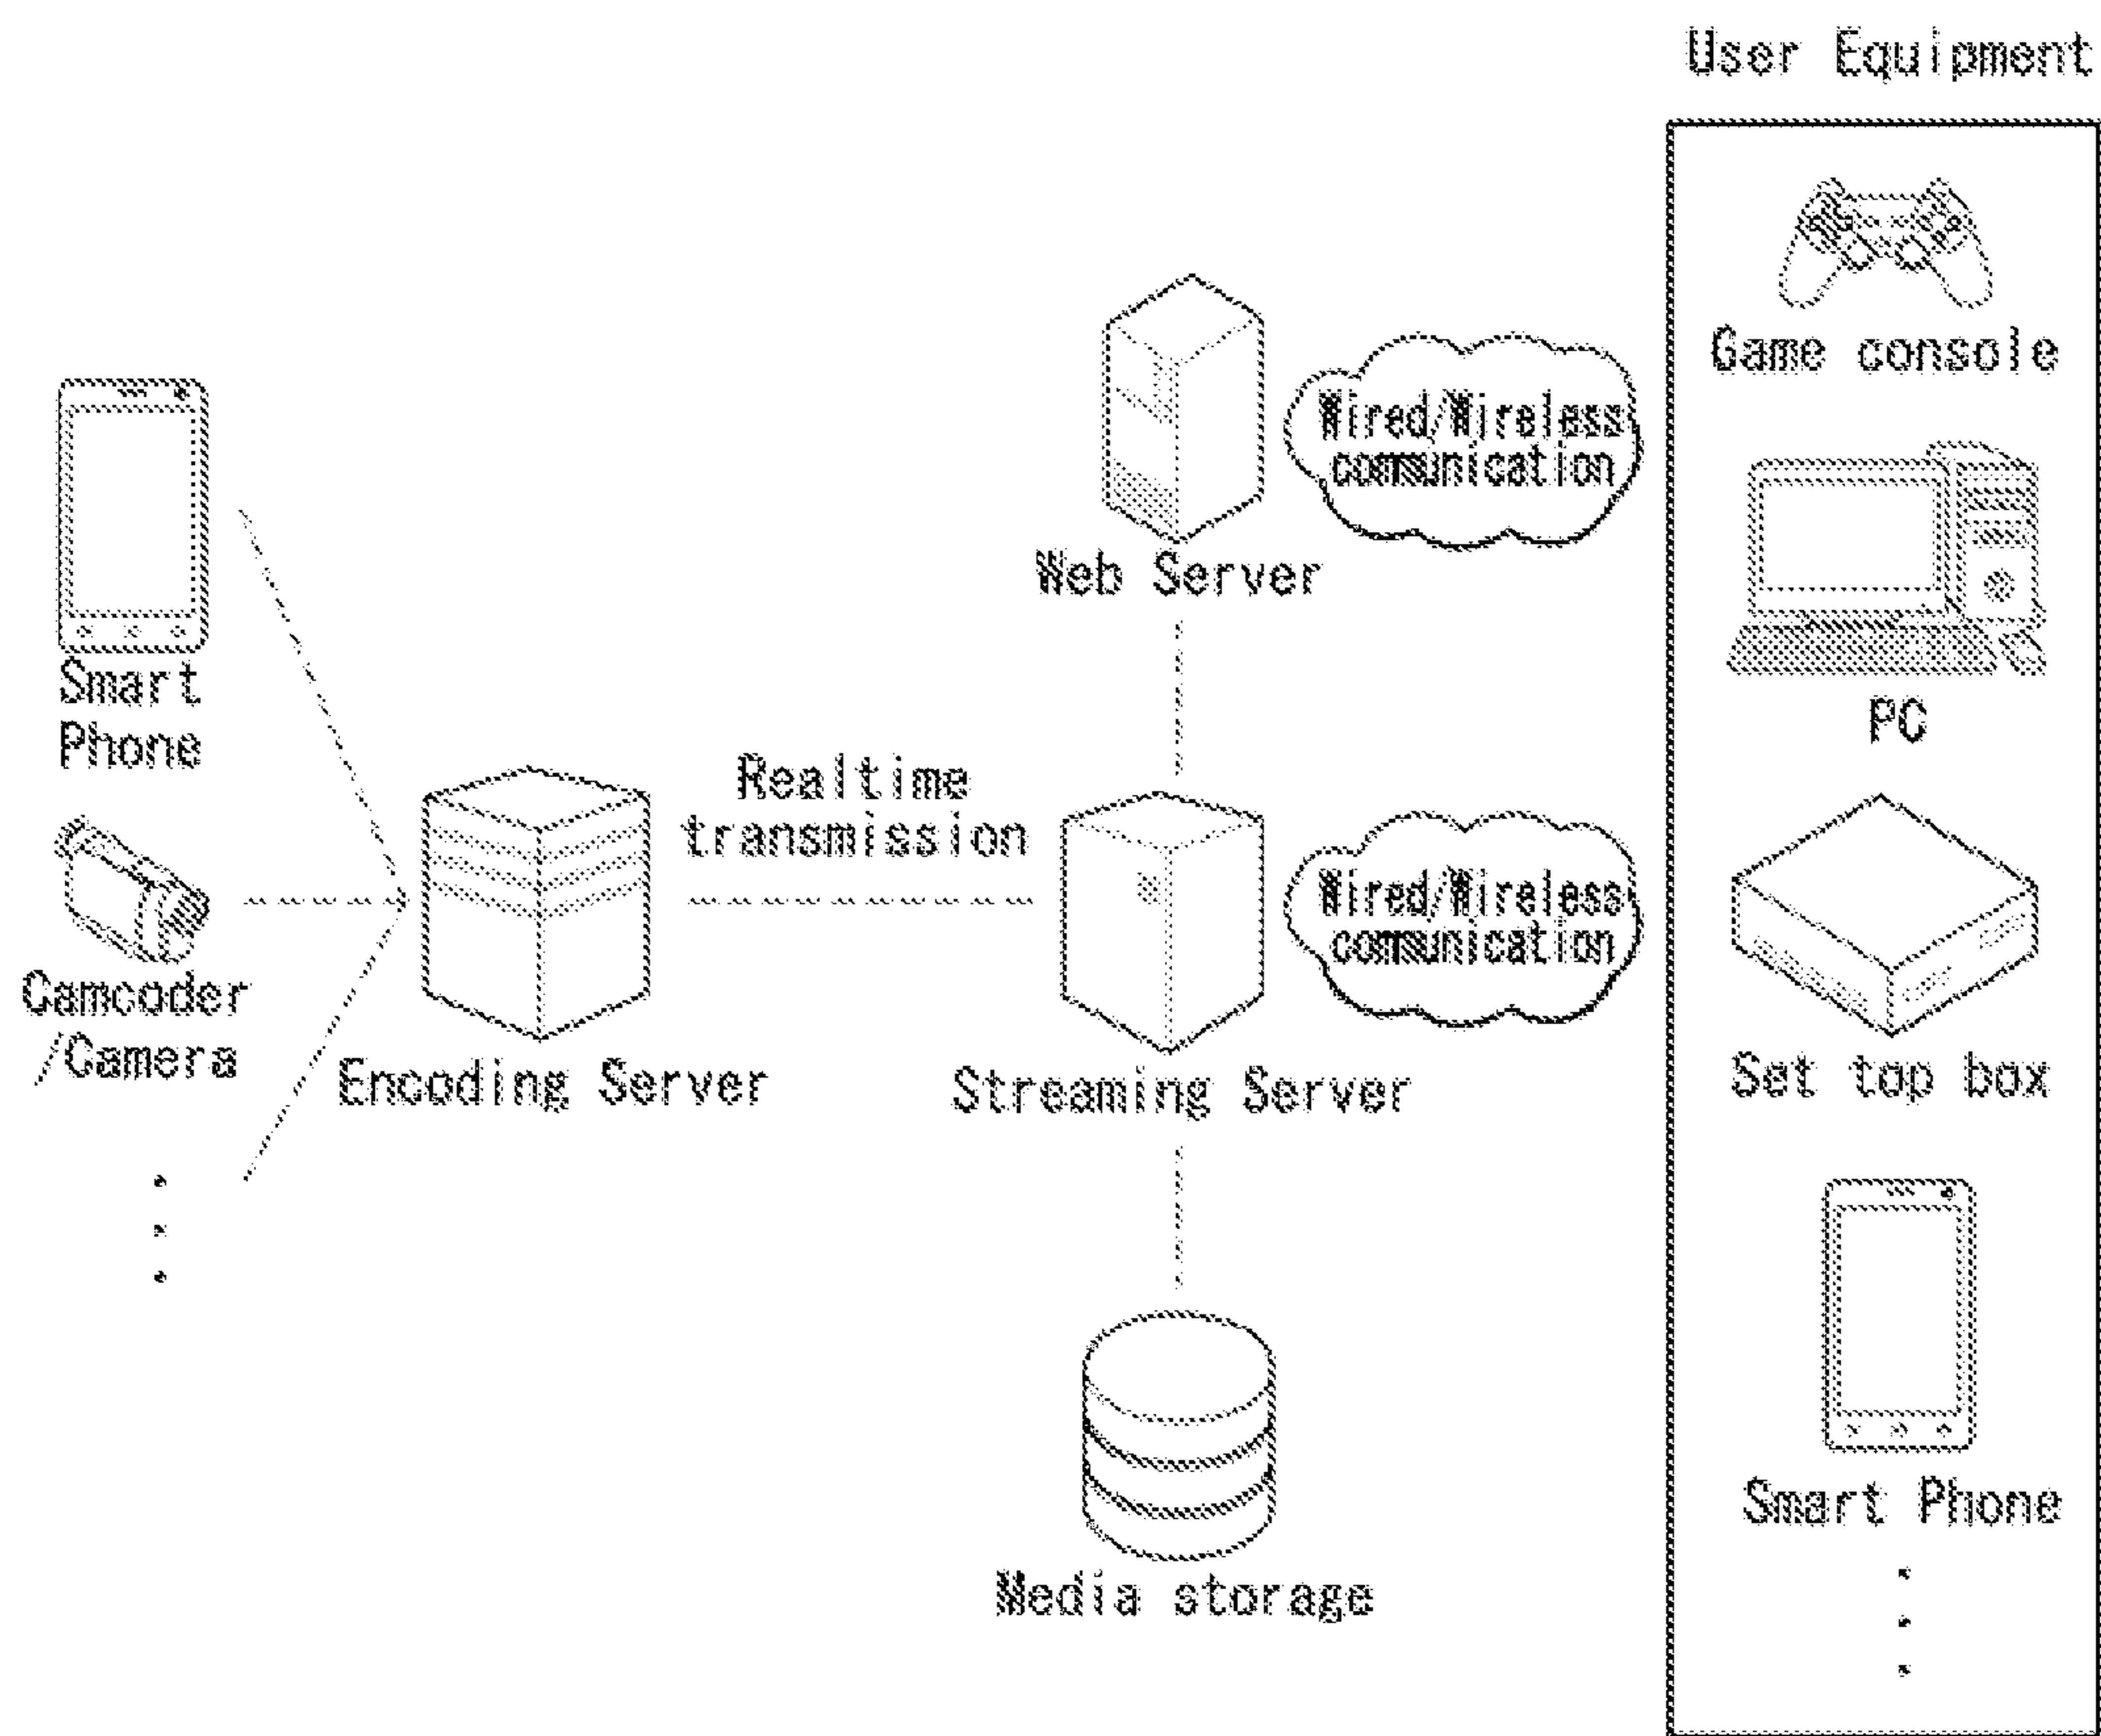 User Equipment
Game console
Wired/Wireless
communication
Web Server
Smart
Phone
PC
Realtime
transmission
Wired/Wireless
communication
Camcoder
/Camera
Encoding Server
Streaming Server
Set top box
Smart Phone
Media storage